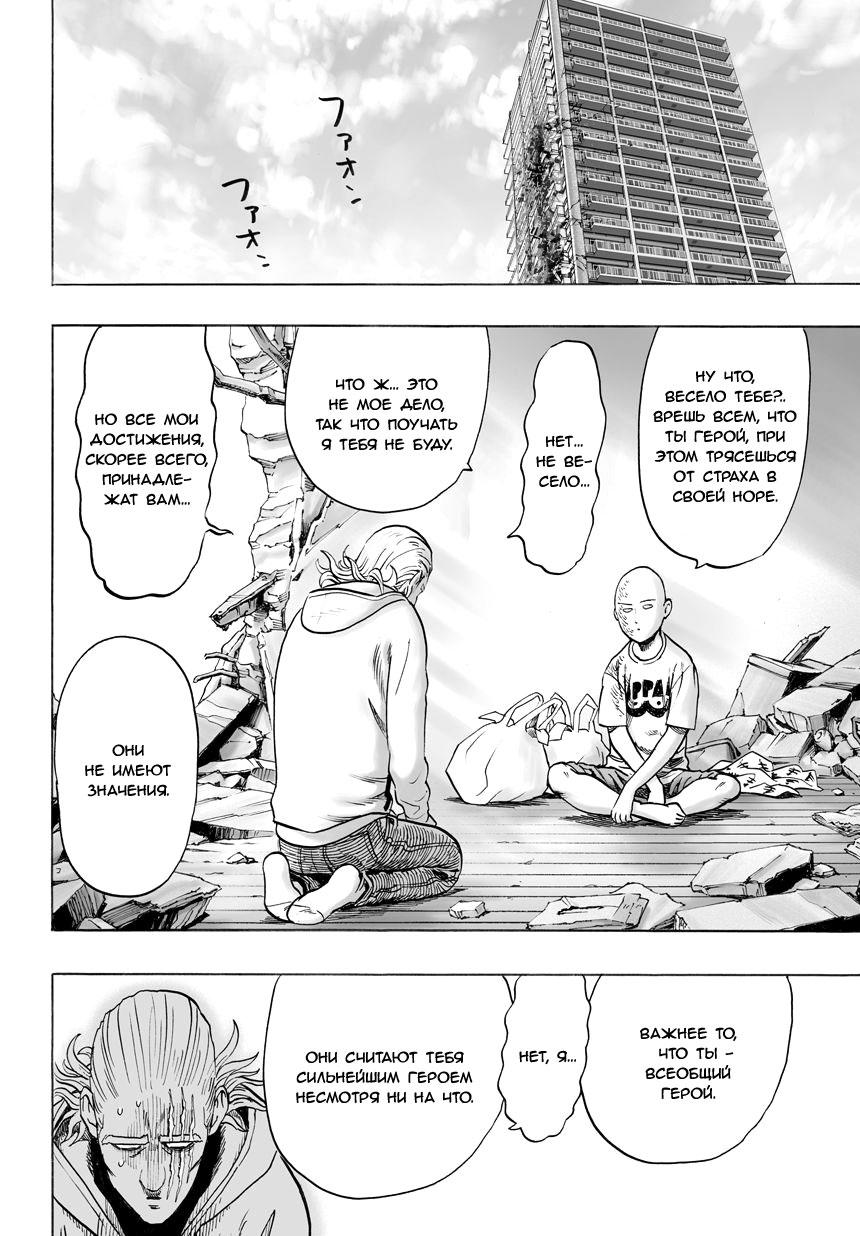 ファオン
ファオン
НУ ЧТО,
ВЕСЕЛО ТЕБЕ?..
ВРЕШЬ ВСЕМ, ЧТО
ТЫ ГЕРОЙ, ПРИ
ЭТОМ ТРЯСЕШЬСЯ
ОТ СТРАХА В
СВОЕЙ НОРЕ.
НЕТ...
НЕ ВЕ-
СЕЛО...
ЧТО Ж... ЭТО
НЕ МОЕ ДЕЛО,
ТАК ЧТО ПОУЧАТЬ
Я ТЕБЯ НЕ БУДУ.
НО ВСЕ МОИ
ДОСТИЖЕНИЯ,
СКОРЕЕ ВСЕГО,
ПРИНАДЛЕ-
ЖАТ ВАМ...
ОНИ
НЕ ИМЕЮТ
ЗНАЧЕНИЯ.
OPPAI
ВАЖНЕЕ ТО,
ЧТО ТЫ -
ВСЕОБЩИЙ
ГЕРОЙ.
НЕТ, Я...
ОНИ СЧИТАЮТ ТЕБЯ
СИЛЬНЕЙШИМ ГЕРОЕМ
НЕСМОТРЯ НИ НА ЧТО.